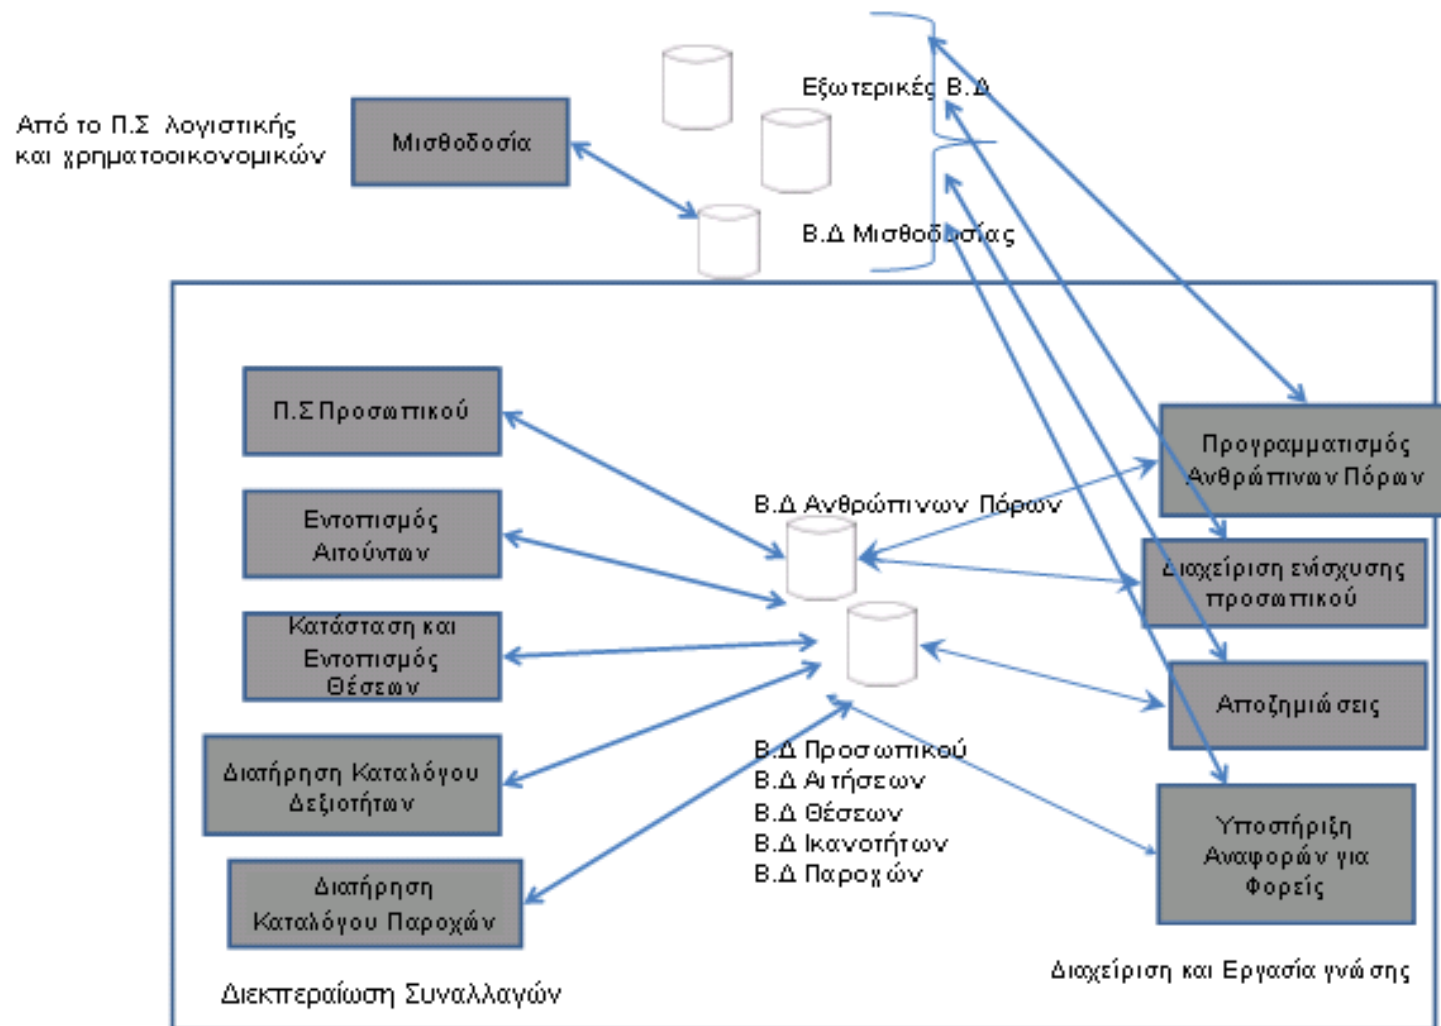 Εξωτερικές Β.Δ
Από το Π.Σ λογιστικής
και χρηματοοικονομικών
Μισθοδοσία
Β.Δ Μισθοδοσίας
Π.Σ Προσωπικού
Εντοπισμός
Αιτούντων
Κατάσταση και
Εντοπισμός
Θέσεων
Διατήρηση Καταλόγου
Δεξιοτήτων
Διατήρηση
Καταλόγου Παροχών
Διεκπεραίωση Συναλλαγών
Β.Δ Ανθρώπινων Πόρων
Β.Δ Προσωπικού
Β.Δ Αιτήσεων
Β.Δ Θέσεων
Β.Δ Ικανοτήτων
Β.Δ Παροχών
Προγραμματισμός
Ανθρώπινων Πόρων
Διαχείριση ενίσχυσης
προσωπικού
Αποζημιώσεις
Υποστήριξη
Αναφορών για
Φορείς
Διαχείριση και Εργασία γνώσης